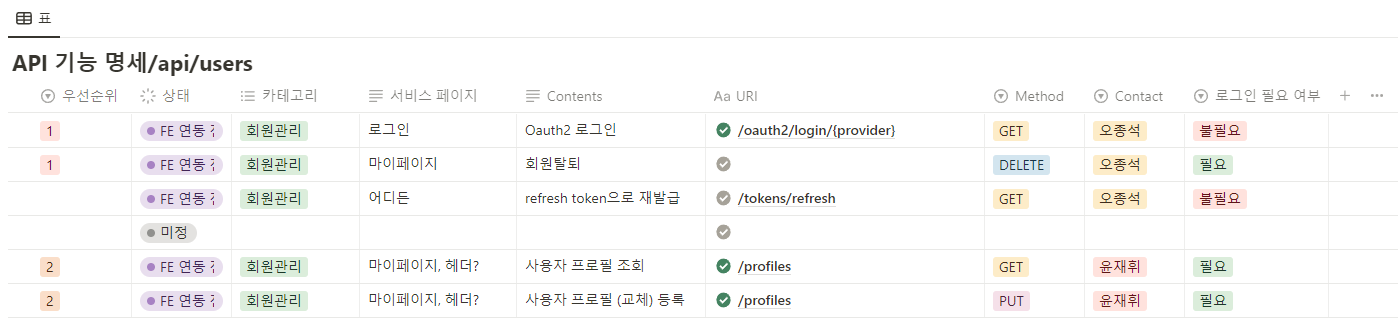 표
API 기능 명세/api/users
우선순위 상태 카테고리 서비스 페이지 Contents Aa URI Method Contact 로그인 필요 여부
1 FE 연동 회원관리 로그인 Oauth2 로그인 /oauth2/login/{provider} GET 오종석 불필요
1 FE 연동 회원관리 마이페이지 회원탈퇴 DELETE 오종석 필요
FE 연동 회원관리 어디든 refresh token으로 재발급 /tokens/refresh GET 오종석 불필요
미정
2 FE 연동 회원관리 마이페이지, 헤더? 사용자 프로필 조회 /profiles GET 윤재휘 필요
2 FE 연동 회원관리 마이페이지, 헤더? 사용자 프로필 (교체) 등록 /profiles PUT 윤재휘 필요